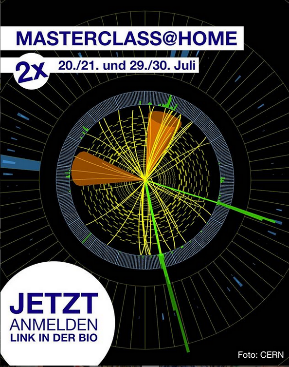 MASTERCLASS@HOME
2x
20./21. und 29./30. Juli
JETZT
ANMELDEN
LINK IN DER BIO
Foto: CERN